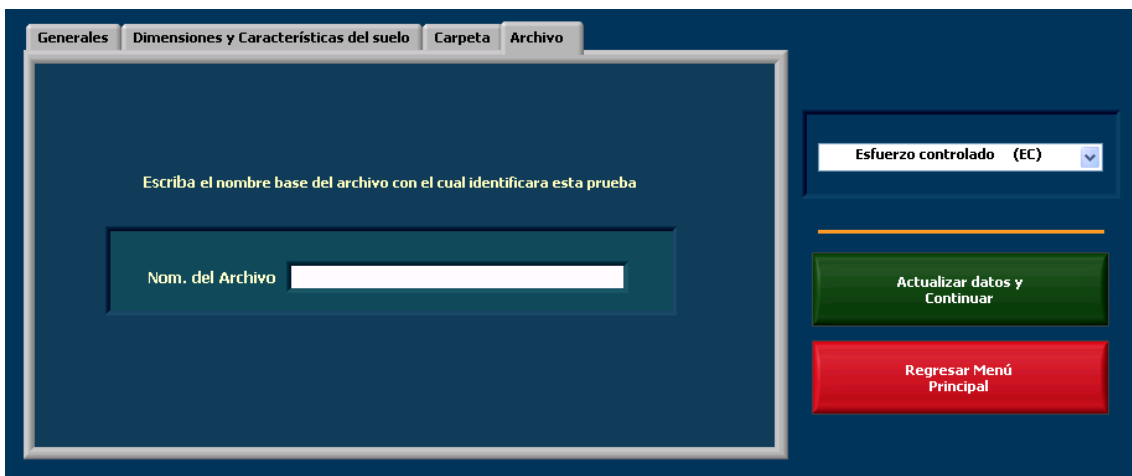 Generales Dimensiones y Características del suelo Carpeta Archivo
Escriba el nombre base del archivo con el cual identificara esta prueba
Nom. del Archivo
Esfuerzo controlado (EC)
Actualizar datos y
Continuar
Regresar Menú
Principal